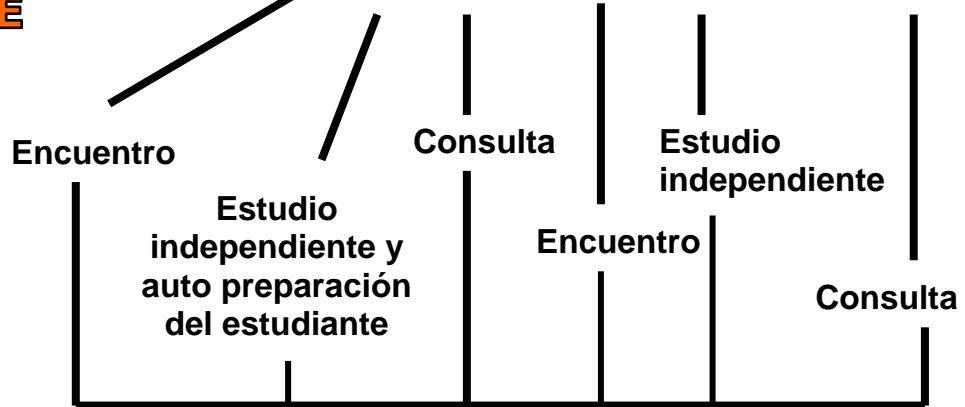 E
Encuentro
Estudio
independiente y
auto preparación
del estudiante
Consulta
Encuentro
Estudio
independiente
Consulta